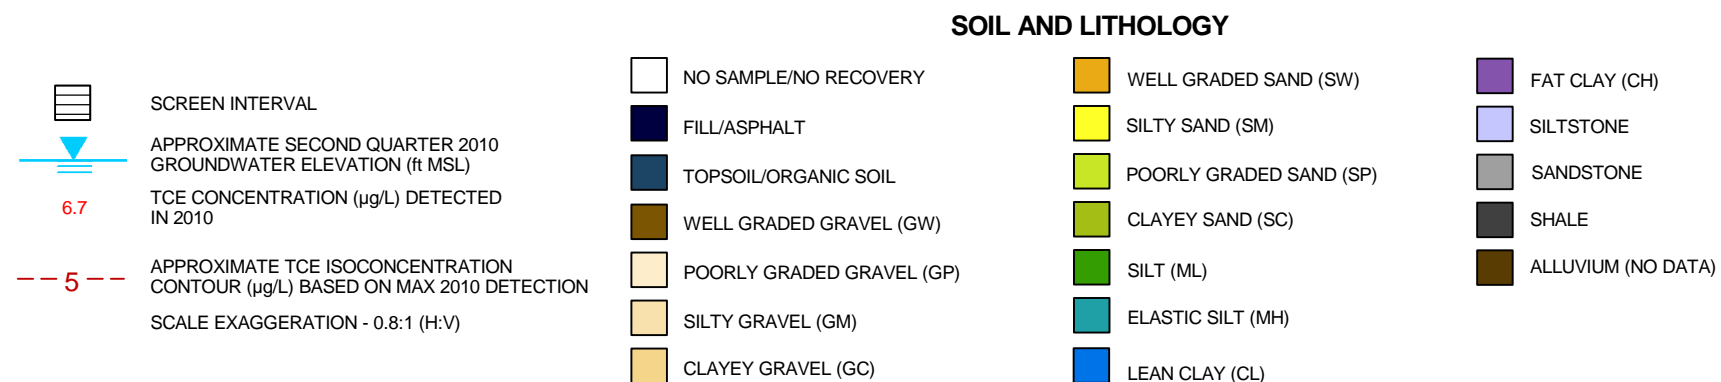 SOIL AND LITHOLOGY
SCREEN INTERVAL
APPROXIMATE SECOND QUARTER 2010
GROUNDWATER ELEVATION (ft MSL)
6.7
TCE CONCENTRATION (µg/L) DETECTED
IN 2010
5
APPROXIMATE TCE ISOCONCENTRATION
CONTOUR (µg/L) BASED ON MAX 2010 DETECTION
SCALE EXAGGERATION - 0.8:1 (H:V)
NO SAMPLE/NO RECOVERY
FILL/ASPHALT
TOPSOIL/ORGANIC SOIL
WELL GRADED GRAVEL (GW)
POORLY GRADED GRAVEL (GP)
SILTY GRAVEL (GM)
CLAYEY GRAVEL (GC)
WELL GRADED SAND (SW)
SILTY SAND (SM)
POORLY GRADED SAND (SP)
CLAYEY SAND (SC)
SILT (ML)
ELASTIC SILT (MH)
LEAN CLAY (CL)
FAT CLAY (CH)
SILTSTONE
SANDSTONE
SHALE
ALLUVIUM (NO DATA)